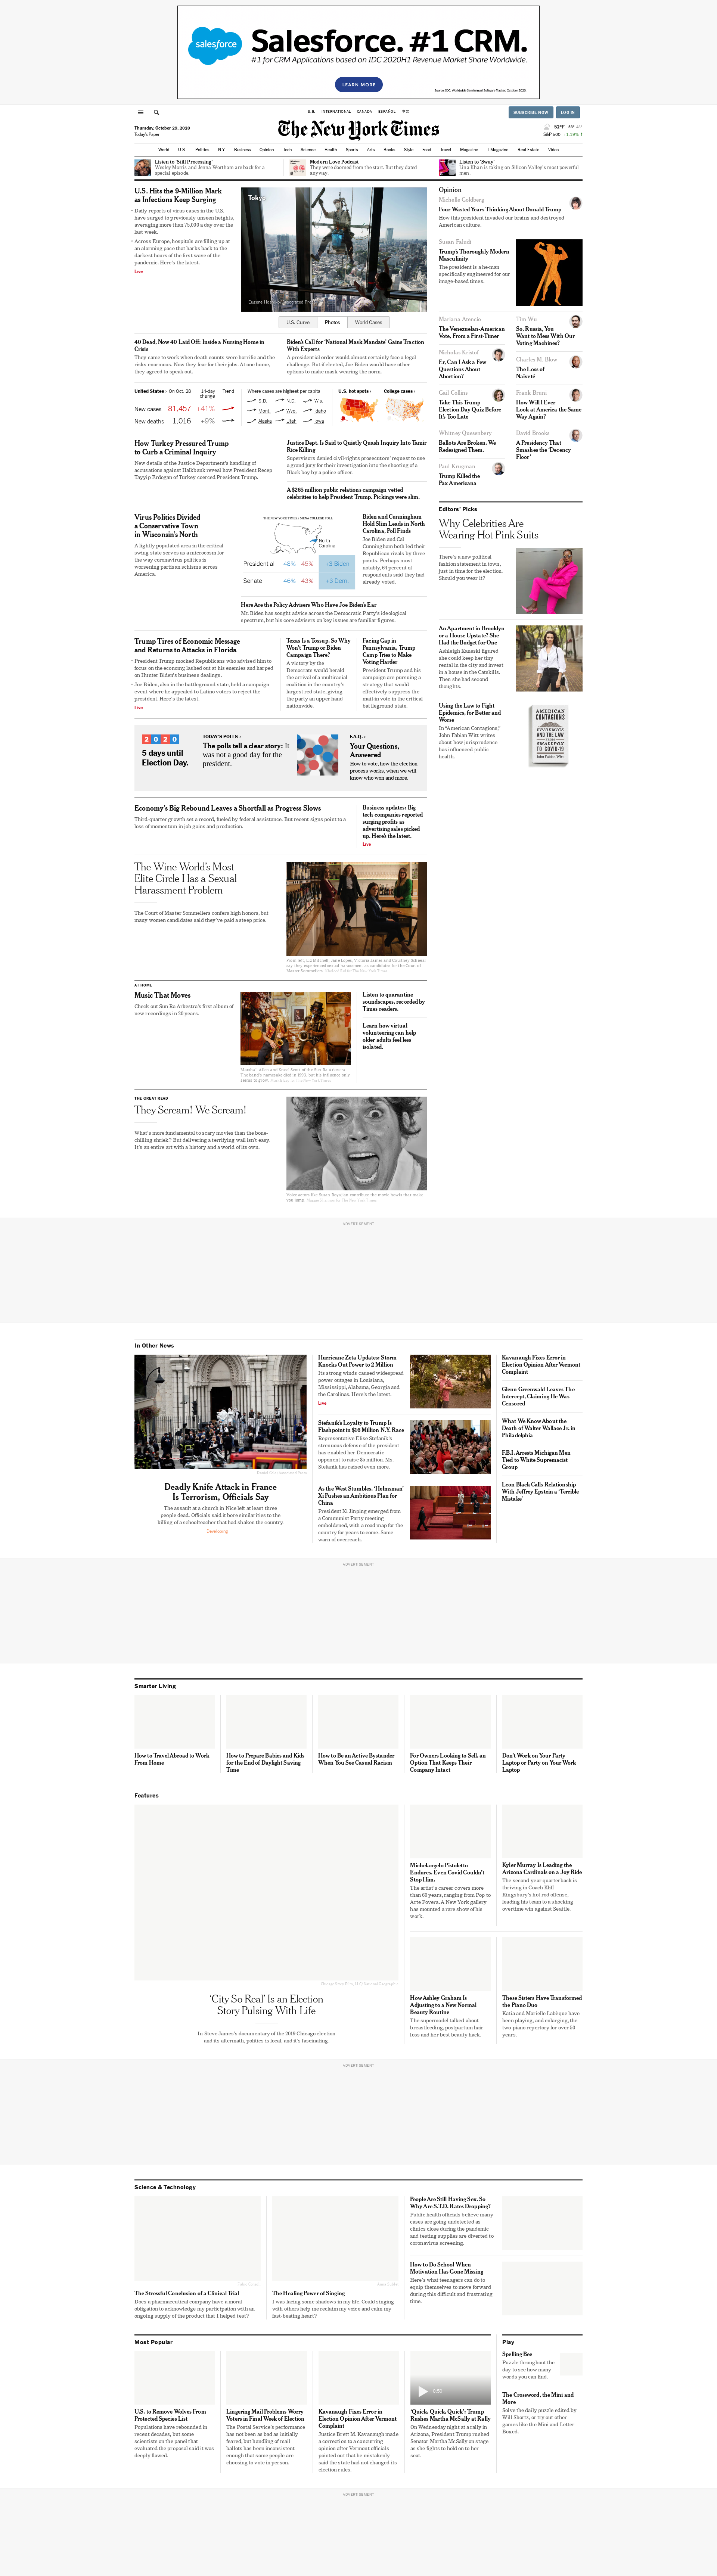 salesforce
Salesforce. #1 CRM.
#1 for CRM Applications based on IDC 2020H1 Revenue Market Share Worldwide.
LEARN MORE
Source: IDC, Worldwide Semiannual Software Tracker, October 2020.
U.S. INTERNATIONAL CANADA ESPAÑOL 中文
SUBSCRIBE NOW LOG IN
Thursday, October 29, 2020
Today's Paper
The New York Times
52°F
S&P 500 +1.19% ↑
World U.S. Politics N.Y. Business Opinion Tech Science Health Sports Arts Books Style Food Travel Magazine T Magazine Real Estate Video
Listen to 'Still Processing'
Wesley Morris and Jenna Wortham are back for a
special episode.
Modern Love Podcast
They were doomed from the start. But they dated
anyway.
Listen to 'Sway'
Lina Khan is taking on Silicon Valley's most powerful
men.
U.S. Hits the 9-Million Mark
as Infections Keep Surging
· Daily reports of virus cases in the U.S.
have surged to previously unseen heights,
averaging more than 75,000 a day over the
last week.
· Across Europe, hospitals are filling up at
an alarming pace that harks back to the
darkest hours of the first wave of the
pandemic. Here's the latest.
Live
U.S. Curve Photos World Cases
40 Dead, Now 40 Laid Off: Inside a Nursing Home in
Crisis
They came to work when death counts were horrific and the
risks were enormous. Now they fear for their jobs. At one home,
they agreed to speak out.
Biden's Call for 'National Mask Mandate' Gains Traction
With Experts
A presidential order would almost certainly face a legal
challenge. But if elected, Joe Biden would have other
options to make mask wearing the norm.
United States › On Oct. 28 14-day
change Trend
New cases 81,457 +41%
New deaths 1,016 +9%
Where cases are highest per capita
S.D. N.D. Wis.
Mont. Wyo. Idaho
Alaska Utah Iowa
U.S. hot spots › College cases ›
How Turkey Pressured Trump
to Curb a Criminal Inquiry
New details of the Justice Department's handling of
accusations against Halkbank reveal how President Recep
Tayyip Erdogan of Turkey coerced President Trump.
Justice Dept. Is Said to Quietly Quash Inquiry Into Tamir
Rice Killing
Supervisors denied civil-rights prosecutors' request to use
a grand jury for their investigation into the shooting of a
Black boy by a police officer.
A $265 million public relations campaign vetted
celebrities to help President Trump. Pickings were slim.
Virus Politics Divided
a Conservative Town
in Wisconsin's North
A lightly populated area in the critical
swing state serves as a microcosm for
the way coronavirus politics is
worsening partisan schisms across
America.
THE NEW YORK TIMES / SIENA COLLEGE POLL
North
Carolina
Presidential 48% 45% +3 Biden
Senate 46% 43% +3 Dem.
Biden and Cunningham
Hold Slim Leads in North
Carolina, Poll Finds
Joe Biden and Cal
Cunningham both led their
Republican rivals by three
points. Perhaps most
notably, 64 percent of
respondents said they had
already voted.
Here Are the Policy Advisers Who Have Joe Biden's Ear
Mr. Biden has sought advice across the Democratic Party's ideological
spectrum, but his core advisers on key issues are familiar figures.
Trump Tires of Economic Message
and Returns to Attacks in Florida
· President Trump mocked Republicans who advised him to
focus on the economy, lashed out at his enemies and harped
on Hunter Biden's business dealings.
· Joe Biden, also in the battleground state, held a campaign
event where he appealed to Latino voters to reject the
president. Here's the latest.
Live
Texas Is a Tossup. So Why
Won't Trump or Biden
Campaign There?
A victory by the
Democrats would herald
the arrival of a multiracial
coalition in the country's
largest red state, giving
the party an upper hand
nationwide.
Facing Gap in
Pennsylvania, Trump
Camp Tries to Make
Voting Harder
President Trump and his
campaign are pursuing a
strategy that would
effectively suppress the
mail-in vote in the critical
battleground state.
2020
5 days until
Election Day.
TODAY'S POLLS ›
The polls tell a clear story: It
was not a good day for the
president.
F.A.Q. ›
Your Questions,
Answered
How to vote, how the election
process works, when we will
know who won and more.
Economy's Big Rebound Leaves a Shortfall as Progress Slows
Third-quarter growth set a record, fueled by federal assistance. But recent signs point to a
loss of momentum in job gains and production.
Business updates: Big
tech companies reported
surging profits as
advertising sales picked
up. Here's the latest.
Live
The Wine World's Most
Elite Circle Has a Sexual
Harassment Problem
The Court of Master Sommeliers confers high honors, but
many women candidates said they've paid a steep price.
AT HOME
Music That Moves
Check out Sun Ra Arkestra's first album of
new recordings in 20 years.
Listen to quarantine
soundscapes, recorded by
Times readers.
Learn how virtual
volunteering can help
older adults feel less
isolated.
THE GREAT READ
They Scream! We Scream!
What's more fundamental to scary movies than the bone-
chilling shriek? But delivering a terrifying wail isn't easy.
It's an entire art with a history and a world of its own.
Opinion
Michelle Goldberg
Four Wasted Years Thinking About Donald Trump
How this president invaded our brains and destroyed
American culture.
Susan Faludi
Trump's Thoroughly Modern
Masculinity
The president is a he-man
specifically engineered for our
image-based times.
Mariana Atencio
The Venezuelan-American
Vote, From a First-Timer
Tim Wu
So, Russia, You
Want to Mess With Our
Voting Machines?
Nicholas Kristof
Er, Can I Ask a Few
Questions About
Abortion?
Charles M. Blow
The Loss of
Naïveté
Gail Collins
Take This Trump
Election Day Quiz Before
It's Too Late
Frank Bruni
How Will I Ever
Look at America the Same
Way Again?
Whitney Quesenbery
Ballots Are Broken. We
Redesigned Them.
David Brooks
A Presidency That
Smashes the 'Decency
Floor'
Paul Krugman
Trump Killed the
Pax Americana
Editors' Picks
Why Celebrities Are
Wearing Hot Pink Suits
There's a new political
fashion statement in town,
just in time for the election.
Should you wear it?
An Apartment in Brooklyn
or a House Upstate? She
Had the Budget for One
Ashleigh Kasoski figured
she could keep her tiny
rental in the city and invest
in a house in the Catskills.
Then she had second
thoughts.
Using the Law to Fight
Epidemics, for Better and
Worse
In "American Contagions,"
John Fabian Witt writes
about how jurisprudence
has influenced public
health.
AMERICAN
CONTAGIONS
EPIDEMICS
AND THE LAW
FROM
SMALLPOX
TO COVID-19
John Fabian Witt
ADVERTISEMENT
In Other News
Deadly Knife Attack in France
Is Terrorism, Officials Say
The assault at a church in Nice left at least three
people dead. Officials said it bore similarities to the
killing of a schoolteacher that had shaken the country.
Developing
Hurricane Zeta Updates: Storm
Knocks Out Power to 2 Million
Its strong winds caused widespread
power outages in Louisiana,
Mississippi, Alabama, Georgia and
the Carolinas. Here's the latest.
Live
Stefanik's Loyalty to Trump Is
Flashpoint in $16 Million N.Y. Race
Representative Elise Stefanik's
strenuous defense of the president
has enabled her Democratic
opponent to raise $5 million. Ms.
Stefanik has raised even more.
As the West Stumbles, 'Helmsman'
Xi Pushes an Ambitious Plan for
China
President Xi Jinping emerged from
a Communist Party meeting
emboldened, with a road map for the
country for years to come. Some
warn of overreach.
Kavanaugh Fixes Error in
Election Opinion After Vermont
Complaint
Glenn Greenwald Leaves The
Intercept, Claiming He Was
Censored
What We Know About the
Death of Walter Wallace Jr. in
Philadelphia
F.B.I. Arrests Michigan Men
Tied to White Supremacist
Group
Leon Black Calls Relationship
With Jeffrey Epstein a 'Terrible
Mistake'
ADVERTISEMENT
Smarter Living
How to Travel Abroad to Work
From Home
How to Prepare Babies and Kids
for the End of Daylight Saving
Time
How to Be an Active Bystander
When You See Casual Racism
For Owners Looking to Sell, an
Option That Keeps Their
Company Intact
Don't Work on Your Party
Laptop or Party on Your Work
Laptop
Features
'City So Real' Is an Election
Story Pulsing With Life
In Steve James's documentary of the 2019 Chicago election
and its aftermath, politics is local, and it's fascinating.
Michelangelo Pistoletto
Endures. Even Covid Couldn't
Stop Him.
The artist's career covers more
than 60 years, ranging from Pop to
Arte Povera. A New York gallery
has mounted a rare show of his
work.
Kyler Murray Is Leading the
Arizona Cardinals on a Joy Ride
The second-year quarterback is
thriving in Coach Kliff
Kingsbury's hot rod offense,
leading his team to a shocking
overtime win against Seattle.
How Ashley Graham Is
Adjusting to a New Normal
Beauty Routine
The supermodel talked about
breastfeeding, postpartum hair
loss and her best beauty hack.
These Sisters Have Transformed
the Piano Duo
Katia and Marielle Labèque have
been playing, and enlarging, the
two-piano repertory for over 50
years.
ADVERTISEMENT
Science & Technology
The Stressful Conclusion of a Clinical Trial
Does a pharmaceutical company have a moral
obligation to acknowledge my participation with an
ongoing supply of the product that I helped test?
The Healing Power of Singing
I was facing some shadows in my life. Could singing
with others help me reclaim my voice and calm my
fast-beating heart?
People Are Still Having Sex. So
Why Are S.T.D. Rates Dropping?
Public health officials believe many
cases are going undetected as
clinics close during the pandemic
and testing supplies are diverted to
coronavirus screening.
How to Do School When
Motivation Has Gone Missing
Here's what teenagers can do to
equip themselves to move forward
during this difficult and frustrating
time.
Most Popular
U.S. to Remove Wolves From
Protected Species List
Populations have rebounded in
recent decades, but some
scientists on the panel that
evaluated the proposal said it was
deeply flawed.
Lingering Mail Problems Worry
Voters in Final Week of Election
The Postal Service's performance
has not been as bad as initially
feared, but handling of mail
ballots has been inconsistent
enough that some people are
choosing to vote in person.
Kavanaugh Fixes Error in
Election Opinion After Vermont
Complaint
Justice Brett M. Kavanaugh made
a correction to a concurring
opinion after Vermont officials
pointed out that he mistakenly
said the state had not changed its
election rules.
'Quick, Quick, Quick': Trump
Rushes Martha McSally at Rally
On Wednesday night at a rally in
Arizona, President Trump rushed
Senator Martha McSally on stage
as she fights to hold on to her
seat.
Play
Spelling Bee
Puzzle throughout the
day to see how many
words you can find.
The Crossword, the Mini and
More
Solve the daily puzzle edited by
Will Shortz, or try out other
games like the Mini and Letter
Boxed.
ADVERTISEMENT